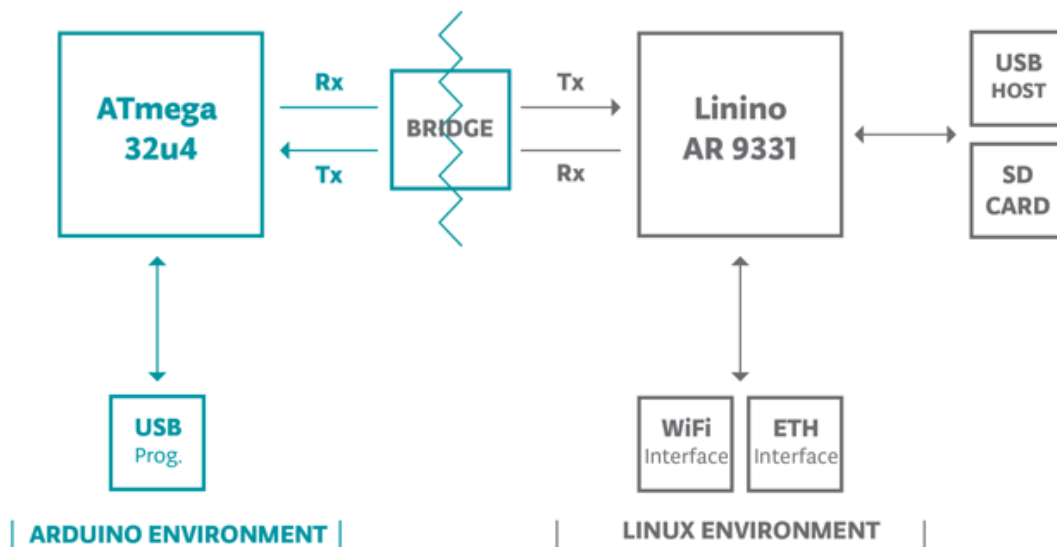 ATmega
32u4
Rx
Tx
BRIDGE
Tx
Rx
Linino
AR 9331
USB
HOST
SD
CARD
USB
Prog.
WiFi
Interface
ETH
Interface
ARDUINO ENVIRONMENT
LINUX ENVIRONMENT